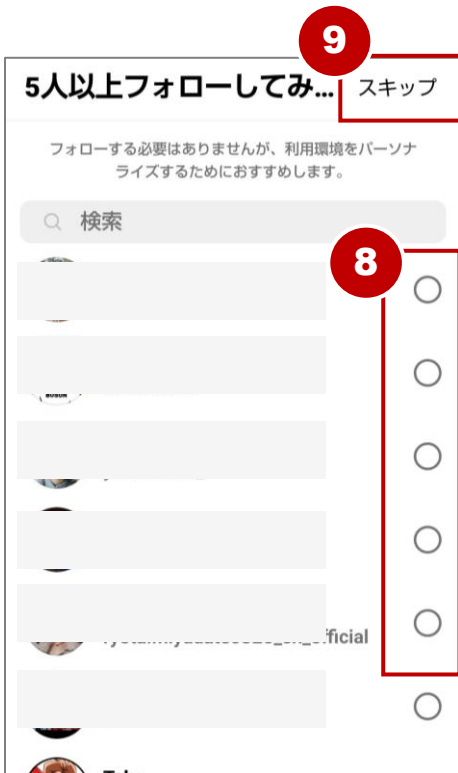 9
5人以上フォローしてみ...
スキップ
フォローする必要はありませんが、利用環境をパーソナ
ライズするためにおすすめします。
検索
8